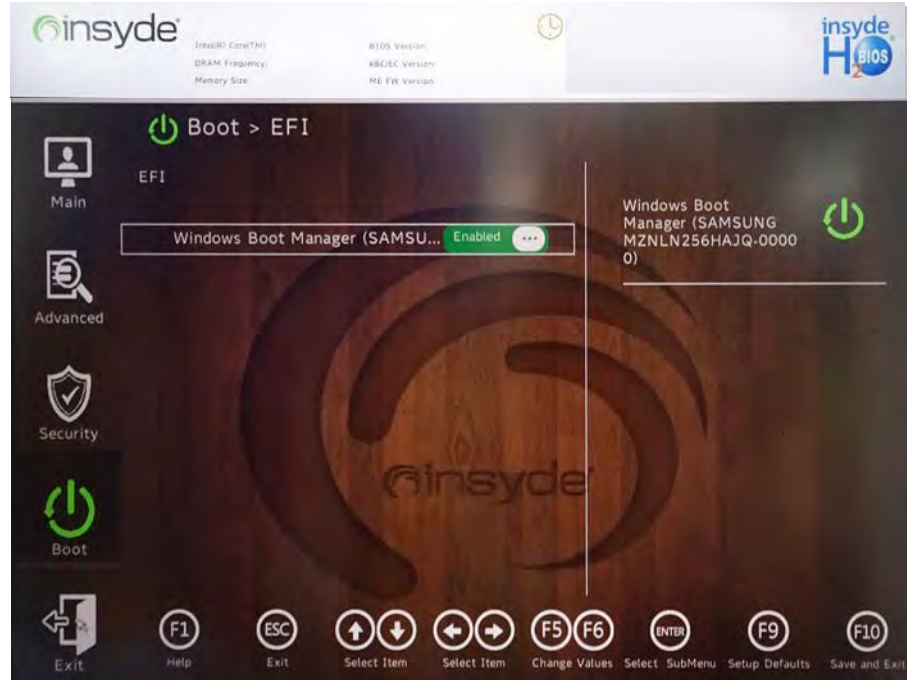 insyde
insyde
H2O BIOS
Intel(R) Core(TM)
DRAM Frequency:
Memory Size:
BIOS Version:
KBC/EC Version:
ME FW Version:
Boot > EFI
EFI
Windows Boot Manager (SAMSU... Enabled ...
Windows Boot
Manager (SAMSUNG
MZNLN256HAJQ-0000
0)
Main
Advanced
Security
Boot
Exit
insyde
F1
Help
ESC
Exit
Select Item
Select Item
F5 F6
Change Values
ENTER
Select SubMenu
F9
Setup Defaults
F10
Save and Exit